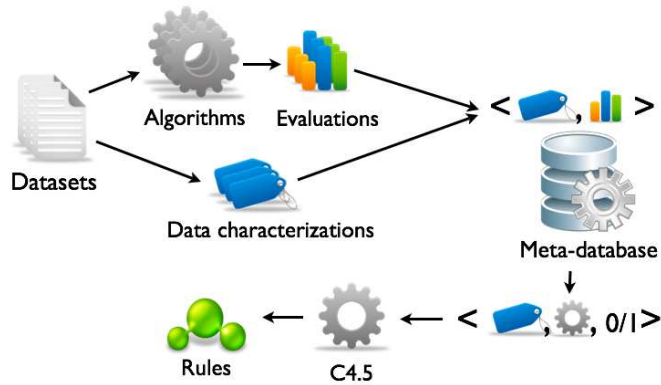 Datasets
Algorithms
Evaluations
Data characterizations
< , >
Meta-database
< , , 0/1>
C4.5
Rules